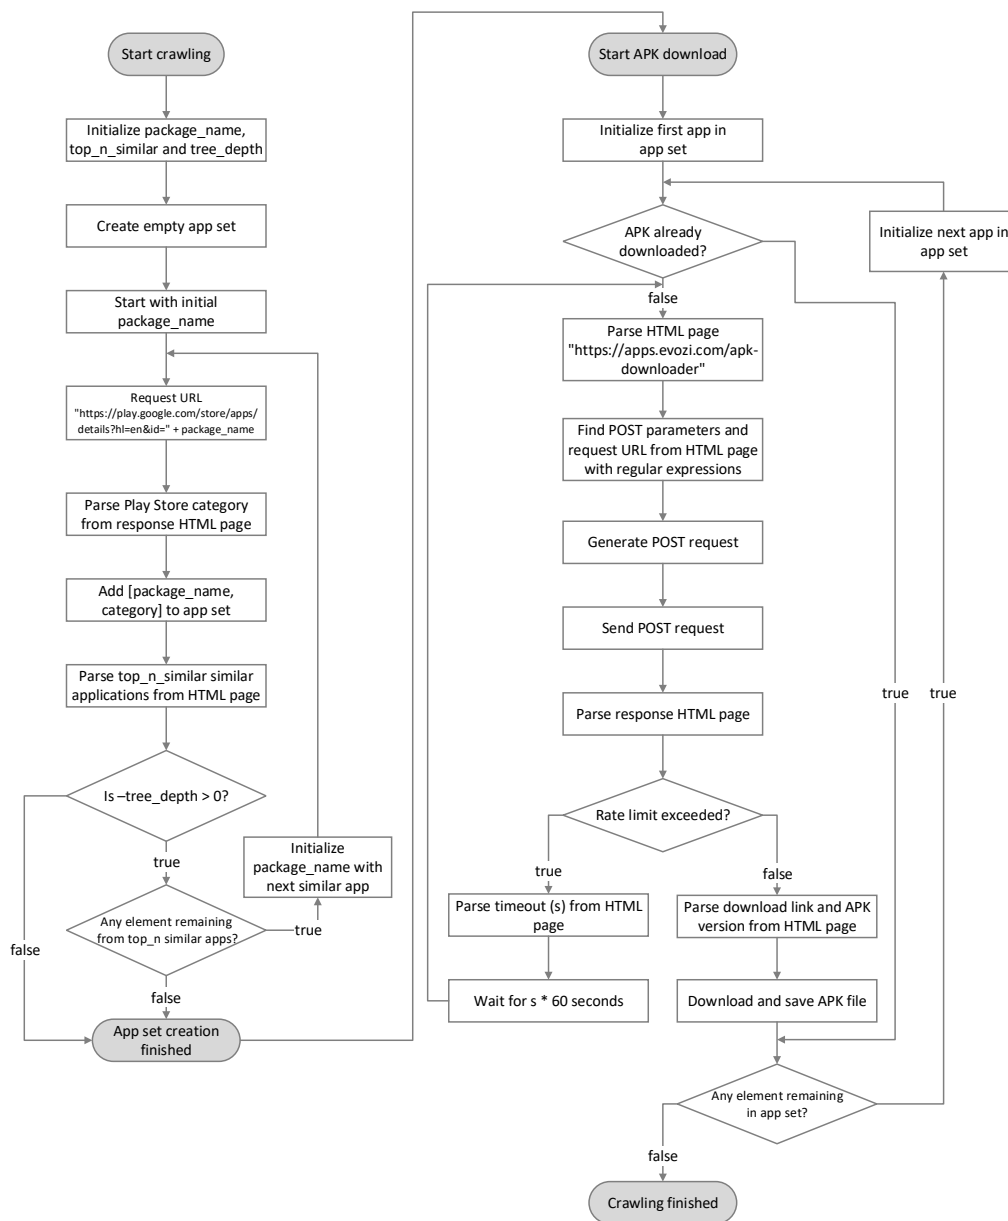 Start crawling
Initialize package_name,
top_n_similar and tree_depth
Create empty app set
Start with initial
package_name
Request URL
"https://play.google.com/store/apps/
details?hl=en&id=" + package_name
Parse Play Store category
from response HTML page
Add [package_name,
category] to app set
Parse top_n_similar similar
applications from HTML page
Is –tree_depth > 0?
true
false
Initialize
package_name with
next similar app
Any element remaining
from top_n similar apps?
true
false
App set creation
finished
Start APK download
Initialize first app in
app set
APK already
downloaded?
Initialize next app in
app set
false
true
true
Parse HTML page
"https://apps.evozi.com/apk-
downloader"
Find POST parameters and
request URL from HTML page
with regular expressions
Generate POST request
Send POST request
Parse response HTML page
Rate limit exceeded?
true
false
Parse timeout (s) from HTML
page
Wait for s * 60 seconds
Parse download link and APK
version from HTML page
Download and save APK file
Any element remaining
in app set?
false
Crawling finished